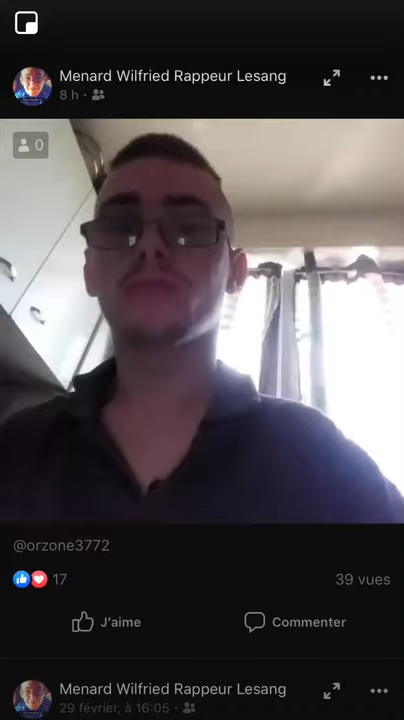 Menard Wilfried Rappeur Lesang
8 h ·
0
@orzone3772
17
39 vues
J'aime
Commenter
Menard Wilfried Rappeur Lesang
29 février, à 16:05 ·